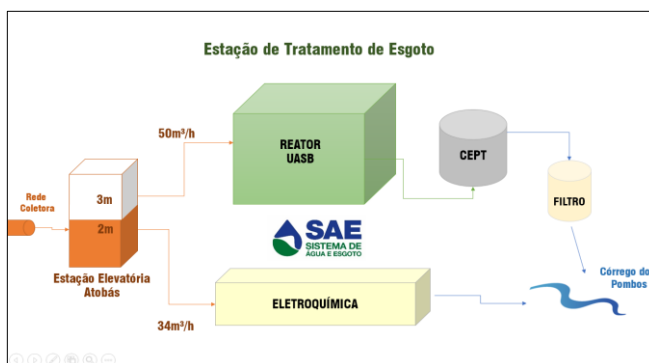 Estação de Tratamento de Esgoto
50m³/h
REATOR
UASB
CEPT
FILTRO
Rede
Coletora
3m
2m
Estação Elevatória
Atobás
SAE
SISTEMA DE
ÁGUA E ESGOTO
ELETROQUÍMICA
34m³/h
Córrego do
Pombos